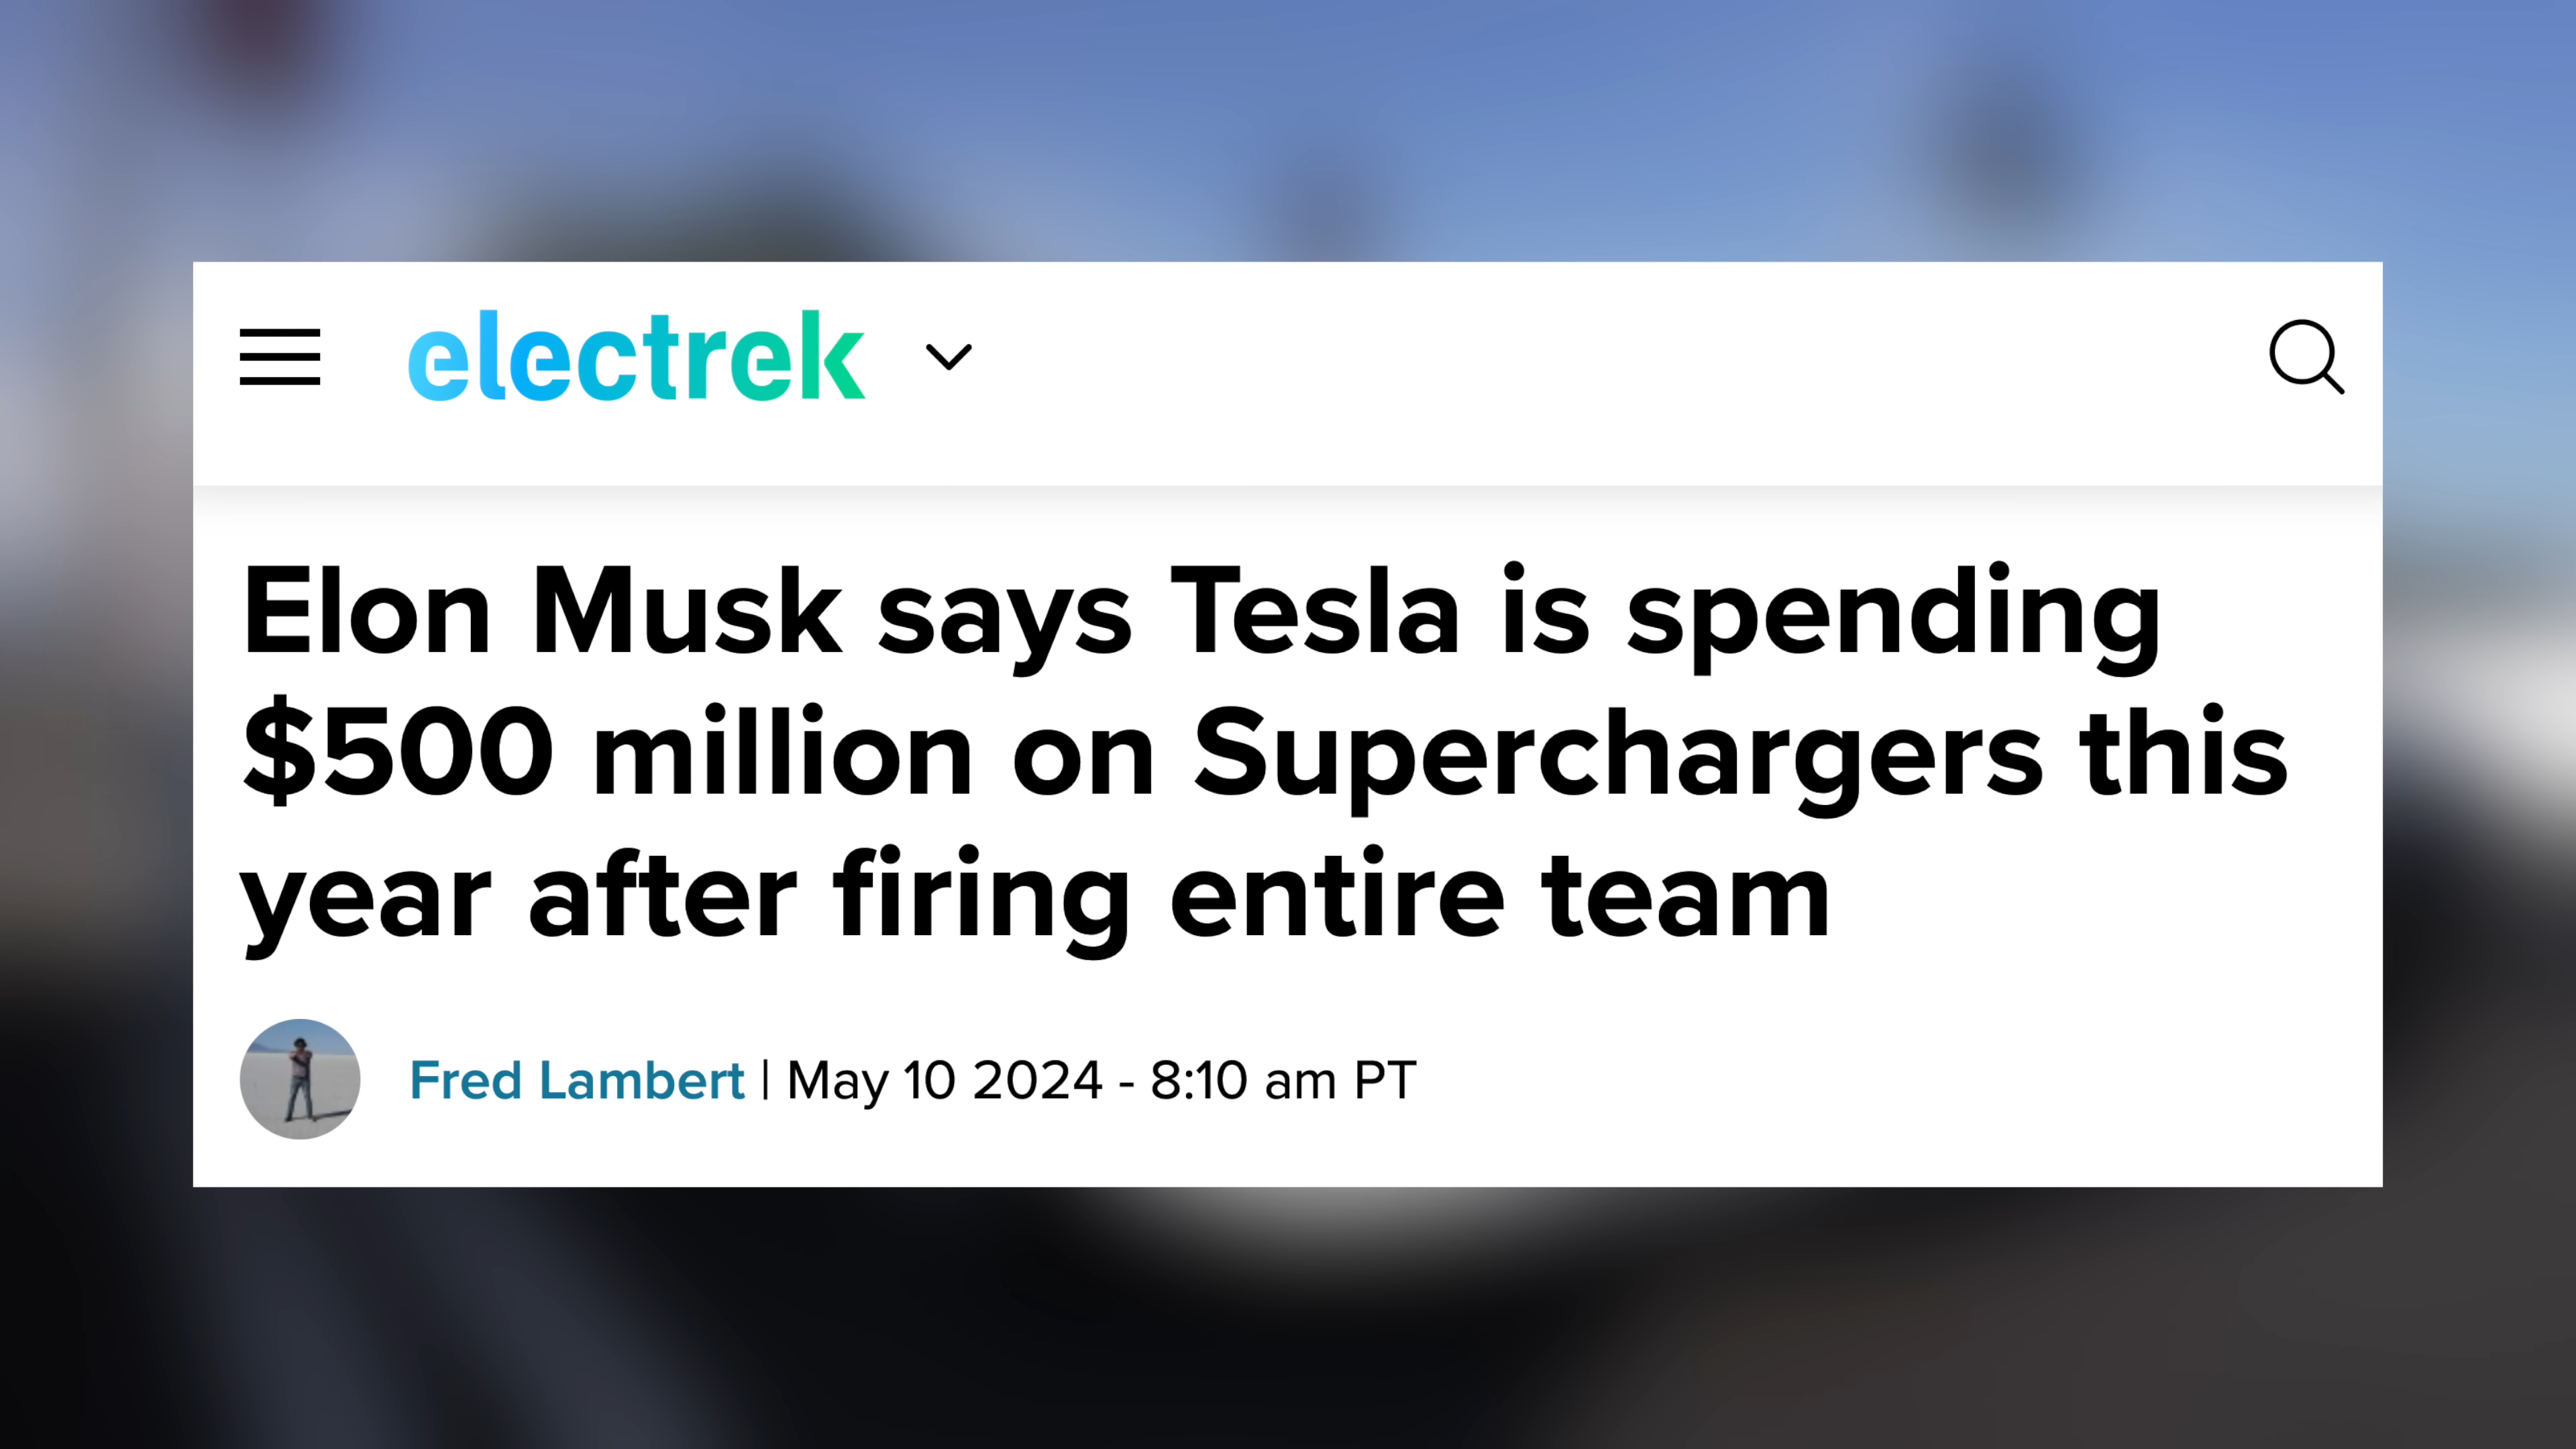 electrek
Elon Musk says Tesla is spending
$500 million on Superchargers this
year after firing entire team
Fred Lambert | May 10 2024 - 8:10 am PT